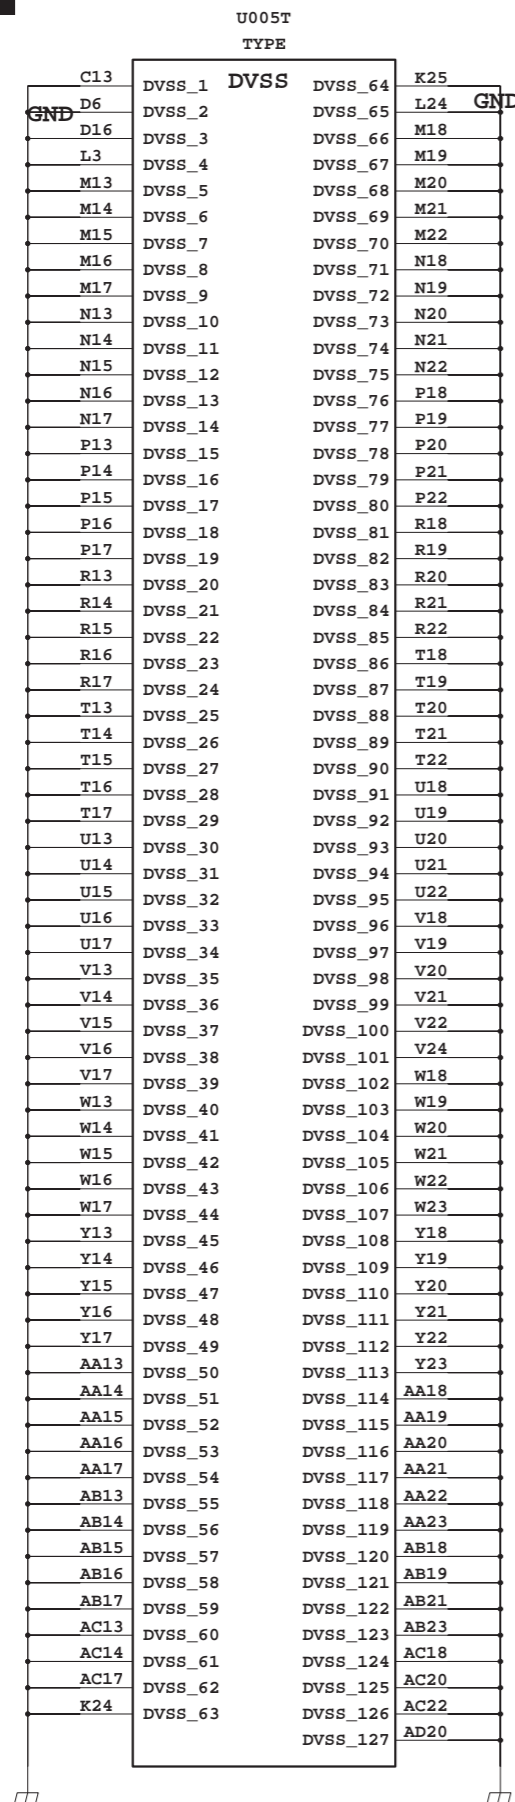 U005T
TYPE
C13 DVSS_1 DVSS DVSS_64 K25
GND D6 DVSS_2 DVSS_65 L24 GND
D16 DVSS_3 DVSS_66 M18
L3 DVSS_4 DVSS_67 M19
M13 DVSS_5 DVSS_68 M20
M14 DVSS_6 DVSS_69 M21
M15 DVSS_7 DVSS_70 M22
M16 DVSS_8 DVSS_71 N18
M17 DVSS_9 DVSS_72 N19
N13 DVSS_10 DVSS_73 N20
N14 DVSS_11 DVSS_74 N21
N15 DVSS_12 DVSS_75 N22
N16 DVSS_13 DVSS_76 P18
N17 DVSS_14 DVSS_77 P19
P13 DVSS_15 DVSS_78 P20
P14 DVSS_16 DVSS_79 P21
P15 DVSS_17 DVSS_80 P22
P16 DVSS_18 DVSS_81 R18
P17 DVSS_19 DVSS_82 R19
R13 DVSS_20 DVSS_83 R20
R14 DVSS_21 DVSS_84 R21
R15 DVSS_22 DVSS_85 R22
R16 DVSS_23 DVSS_86 T18
R17 DVSS_24 DVSS_87 T19
T13 DVSS_25 DVSS_88 T20
T14 DVSS_26 DVSS_89 T21
T15 DVSS_27 DVSS_90 T22
T16 DVSS_28 DVSS_91 U18
T17 DVSS_29 DVSS_92 U19
U13 DVSS_30 DVSS_93 U20
U14 DVSS_31 DVSS_94 U21
U15 DVSS_32 DVSS_95 U22
U16 DVSS_33 DVSS_96 V18
U17 DVSS_34 DVSS_97 V19
V13 DVSS_35 DVSS_98 V20
V14 DVSS_36 DVSS_99 V21
V15 DVSS_37 DVSS_100 V22
V16 DVSS_38 DVSS_101 V24
V17 DVSS_39 DVSS_102 W18
W13 DVSS_40 DVSS_103 W19
W14 DVSS_41 DVSS_104 W20
W15 DVSS_42 DVSS_105 W21
W16 DVSS_43 DVSS_106 W22
W17 DVSS_44 DVSS_107 W23
Y13 DVSS_45 DVSS_108 Y18
Y14 DVSS_46 DVSS_109 Y19
Y15 DVSS_47 DVSS_110 Y20
Y16 DVSS_48 DVSS_111 Y21
Y17 DVSS_49 DVSS_112 Y22
AA13 DVSS_50 DVSS_113 Y23
AA14 DVSS_51 DVSS_114 AA18
AA15 DVSS_52 DVSS_115 AA19
AA16 DVSS_53 DVSS_116 AA20
AA17 DVSS_54 DVSS_117 AA21
AB13 DVSS_55 DVSS_118 AA22
AB14 DVSS_56 DVSS_119 AA23
AB15 DVSS_57 DVSS_120 AB18
AB16 DVSS_58 DVSS_121 AB19
AB17 DVSS_59 DVSS_122 AB21
AC13 DVSS_60 DVSS_123 AB23
AC14 DVSS_61 DVSS_124 AC18
AC17 DVSS_62 DVSS_125 AC20
K24 DVSS_63 DVSS_126 AC22
DVSS_127 AD20